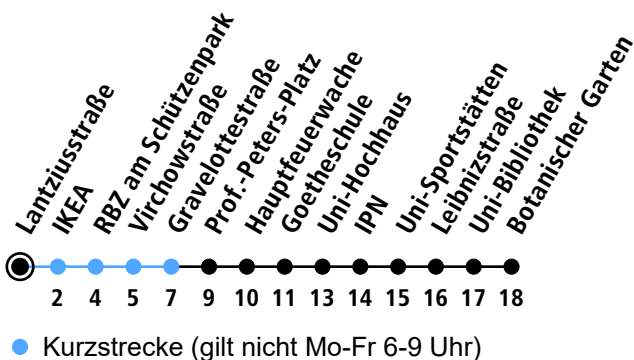 Lantziusstraße
IKEA
RBZ am Schützenpark
Virchowstraße
Gravelottestraße
Prof.-Peters-Platz
Hauptfeuerwache
Goetheschule
Uni-Hochhaus
IPN
Uni-Sportstätten
Leibnizstraße
Uni-Bibliothek
Botanischer Garten
2 4 5 7 9 10 11 13 14 15 16 17 18
Kurzstrecke (gilt nicht Mo-Fr 6-9 Uhr)